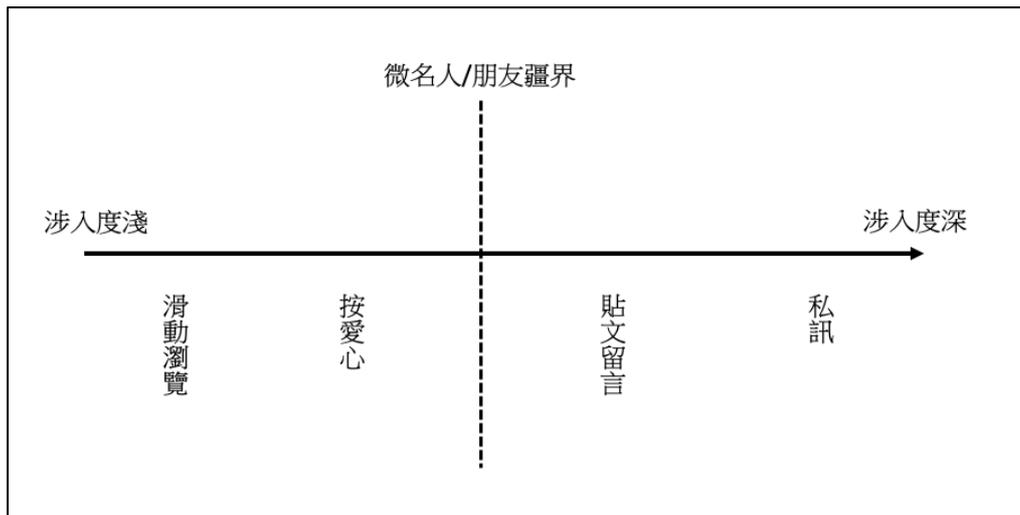 微名人/朋友疆界
涉入度淺
涉入度深
滑動瀏覽
按愛心
貼文留言
私訊